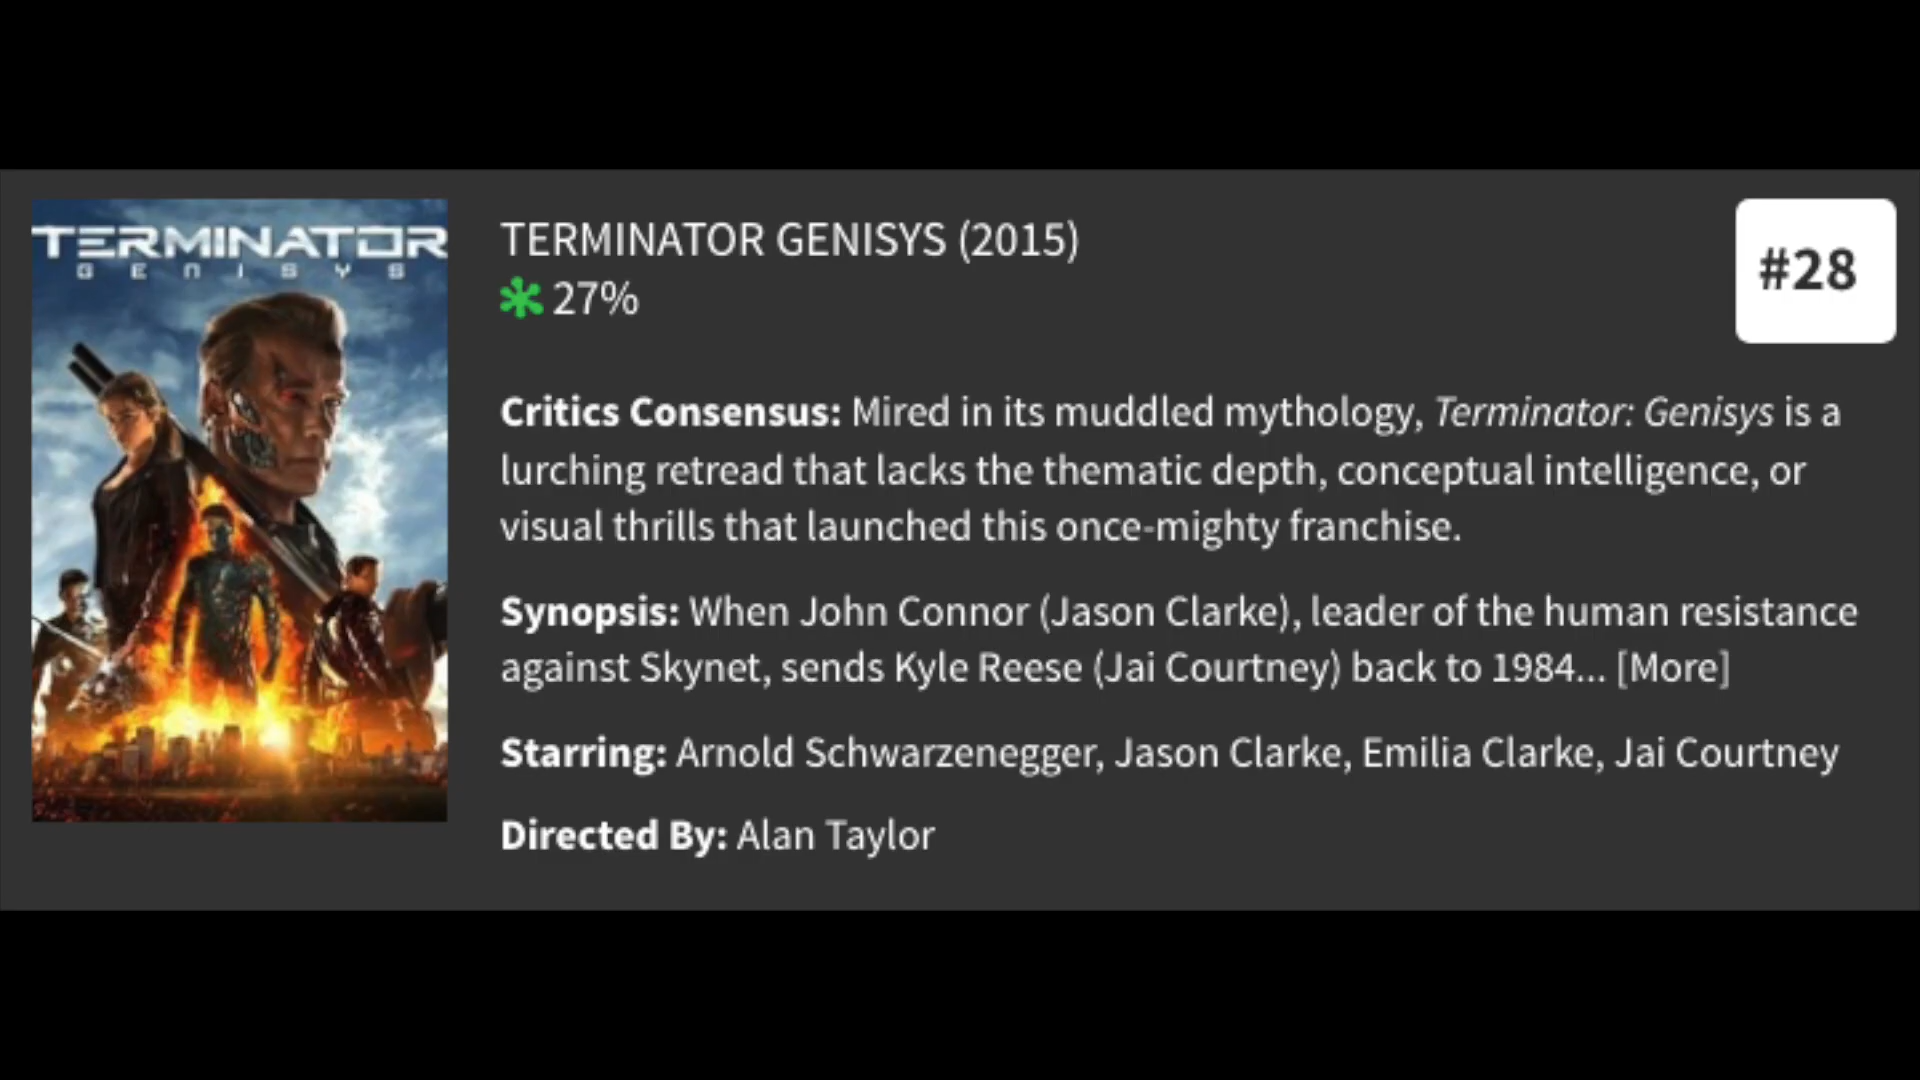 TERMINATOR
GENISYS
TERMINATOR GENISYS (2015)
27%
#28
Critics Consensus: Mired in its muddled mythology, Terminator: Genisys is a
lurching retread that lacks the thematic depth, conceptual intelligence, or
visual thrills that launched this once-mighty franchise.
Synopsis: When John Connor (Jason Clarke), leader of the human resistance
against Skynet, sends Kyle Reese (Jai Courtney) back to 1984... [More]
Starring: Arnold Schwarzenegger, Jason Clarke, Emilia Clarke, Jai Courtney
Directed By: Alan Taylor